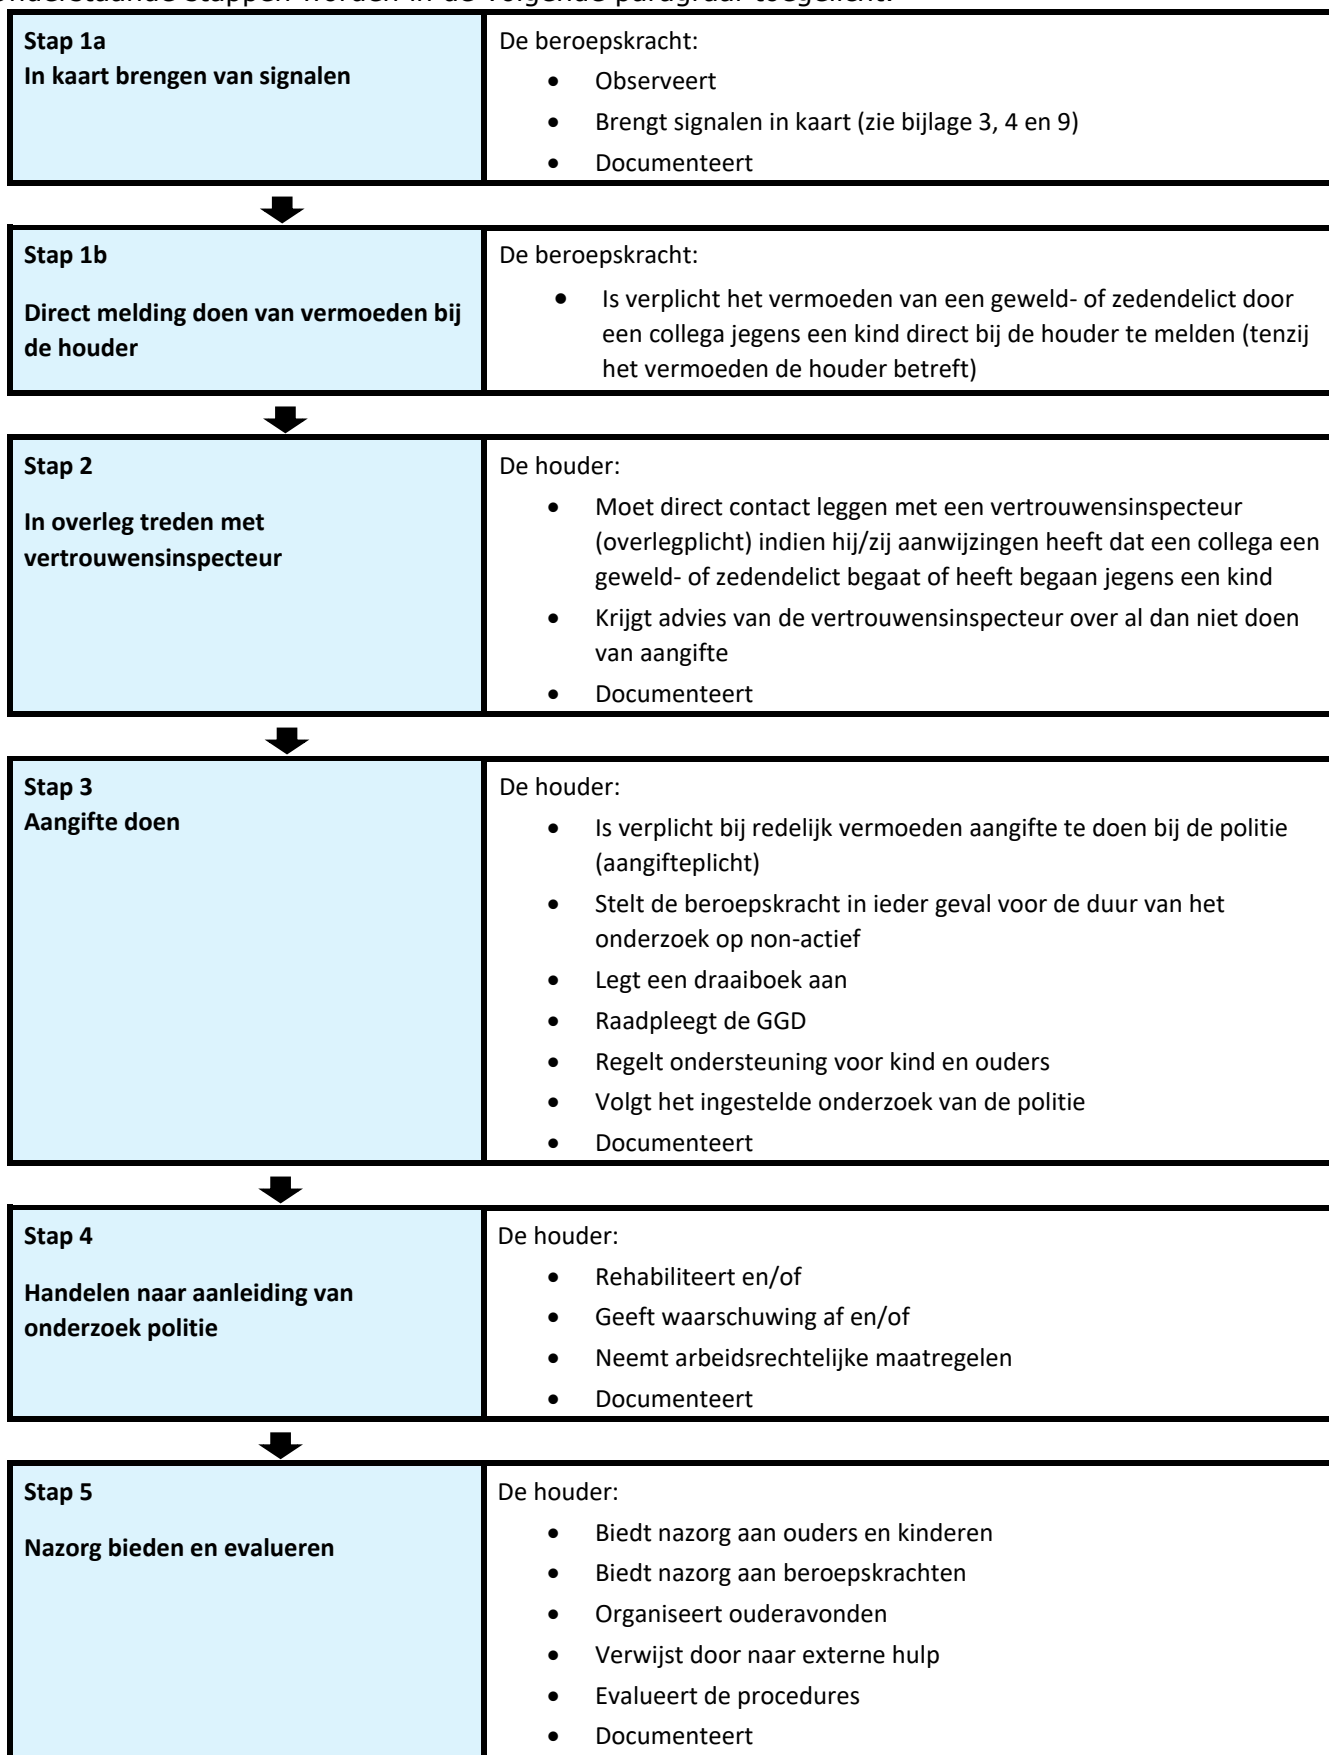 onderstaande stappen worden in de volgende paragraaf toegelicht.
Stap 1a
In kaart brengen van signalen
De beroepskracht:
• Observeert
• Brengt signalen in kaart (zie bijlage 3, 4 en 9)
• Documenteert
Stap 1b
Direct melding doen van vermoeden bij
de houder
De beroepskracht:
• Is verplicht het vermoeden van een geweld- of zedendelict door
een collega jegens een kind direct bij de houder te melden (tenzij
het vermoeden de houder betreft)
Stap 2
In overleg treden met
vertrouwensinspecteur
De houder:
• Moet direct contact leggen met een vertrouwensinspecteur
(overlegplicht) indien hij/zij aanwijzingen heeft dat een collega een
geweld- of zedendelict begaat of heeft begaan jegens een kind
• Krijgt advies van de vertrouwensinspecteur over al dan niet doen
van aangifte
• Documenteert
Stap 3
Aangifte doen
De houder:
• Is verplicht bij redelijk vermoeden aangifte te doen bij de politie
(aangifteplicht)
• Stelt de beroepskracht in ieder geval voor de duur van het
onderzoek op non-actief
• Legt een draaiboek aan
• Raadpleegt de GGD
• Regelt ondersteuning voor kind en ouders
• Volgt het ingestelde onderzoek van de politie
• Documenteert
Stap 4
Handelen naar aanleiding van
onderzoek politie
De houder:
• Rehabiliteert en/of
• Geeft waarschuwing af en/of
• Neemt arbeidsrechtelijke maatregelen
• Documenteert
Stap 5
Nazorg bieden en evalueren
De houder:
• Biedt nazorg aan ouders en kinderen
• Biedt nazorg aan beroepskrachten
• Organiseert ouderavonden
• Verwijst door naar externe hulp
• Evalueert de procedures
• Documenteert